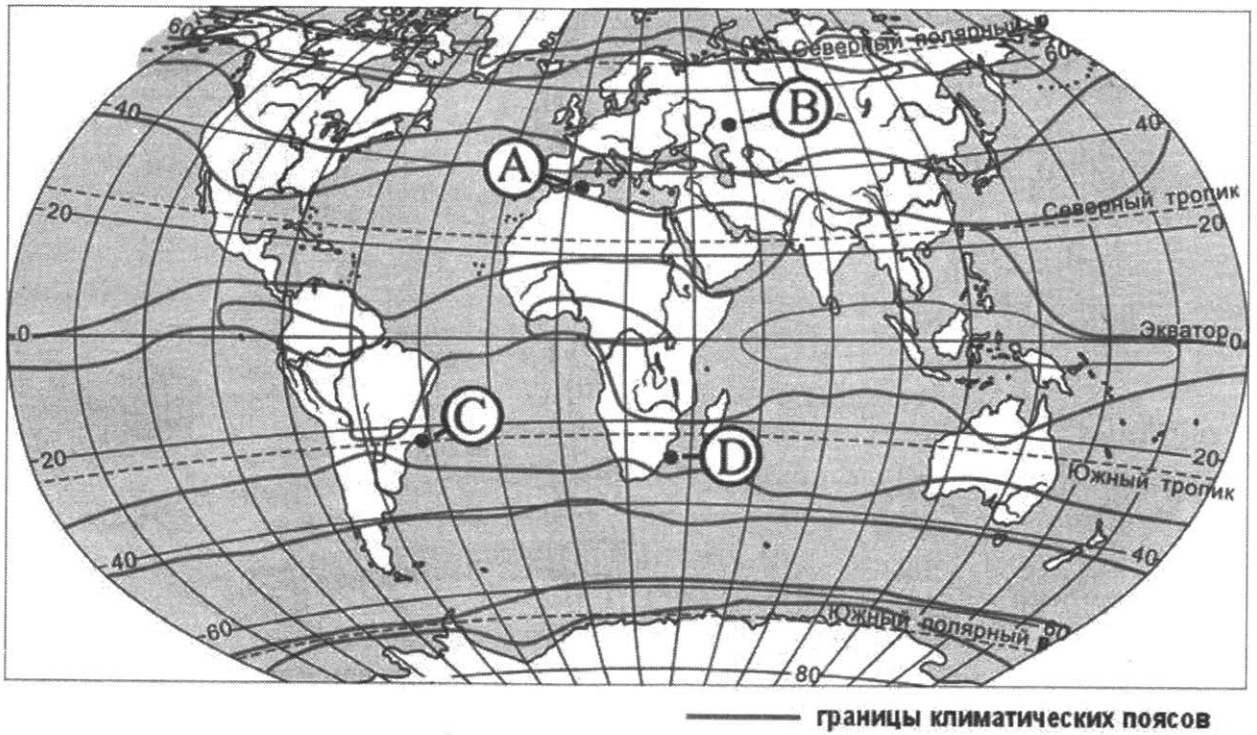 60
Северный полярный
60
B
40
40
A
20
Северный тропик
20
0
Экватор
0
C
D
20
20
Южный тропик
40
40
60
Южный полярный
60
80
границы климатических поясов